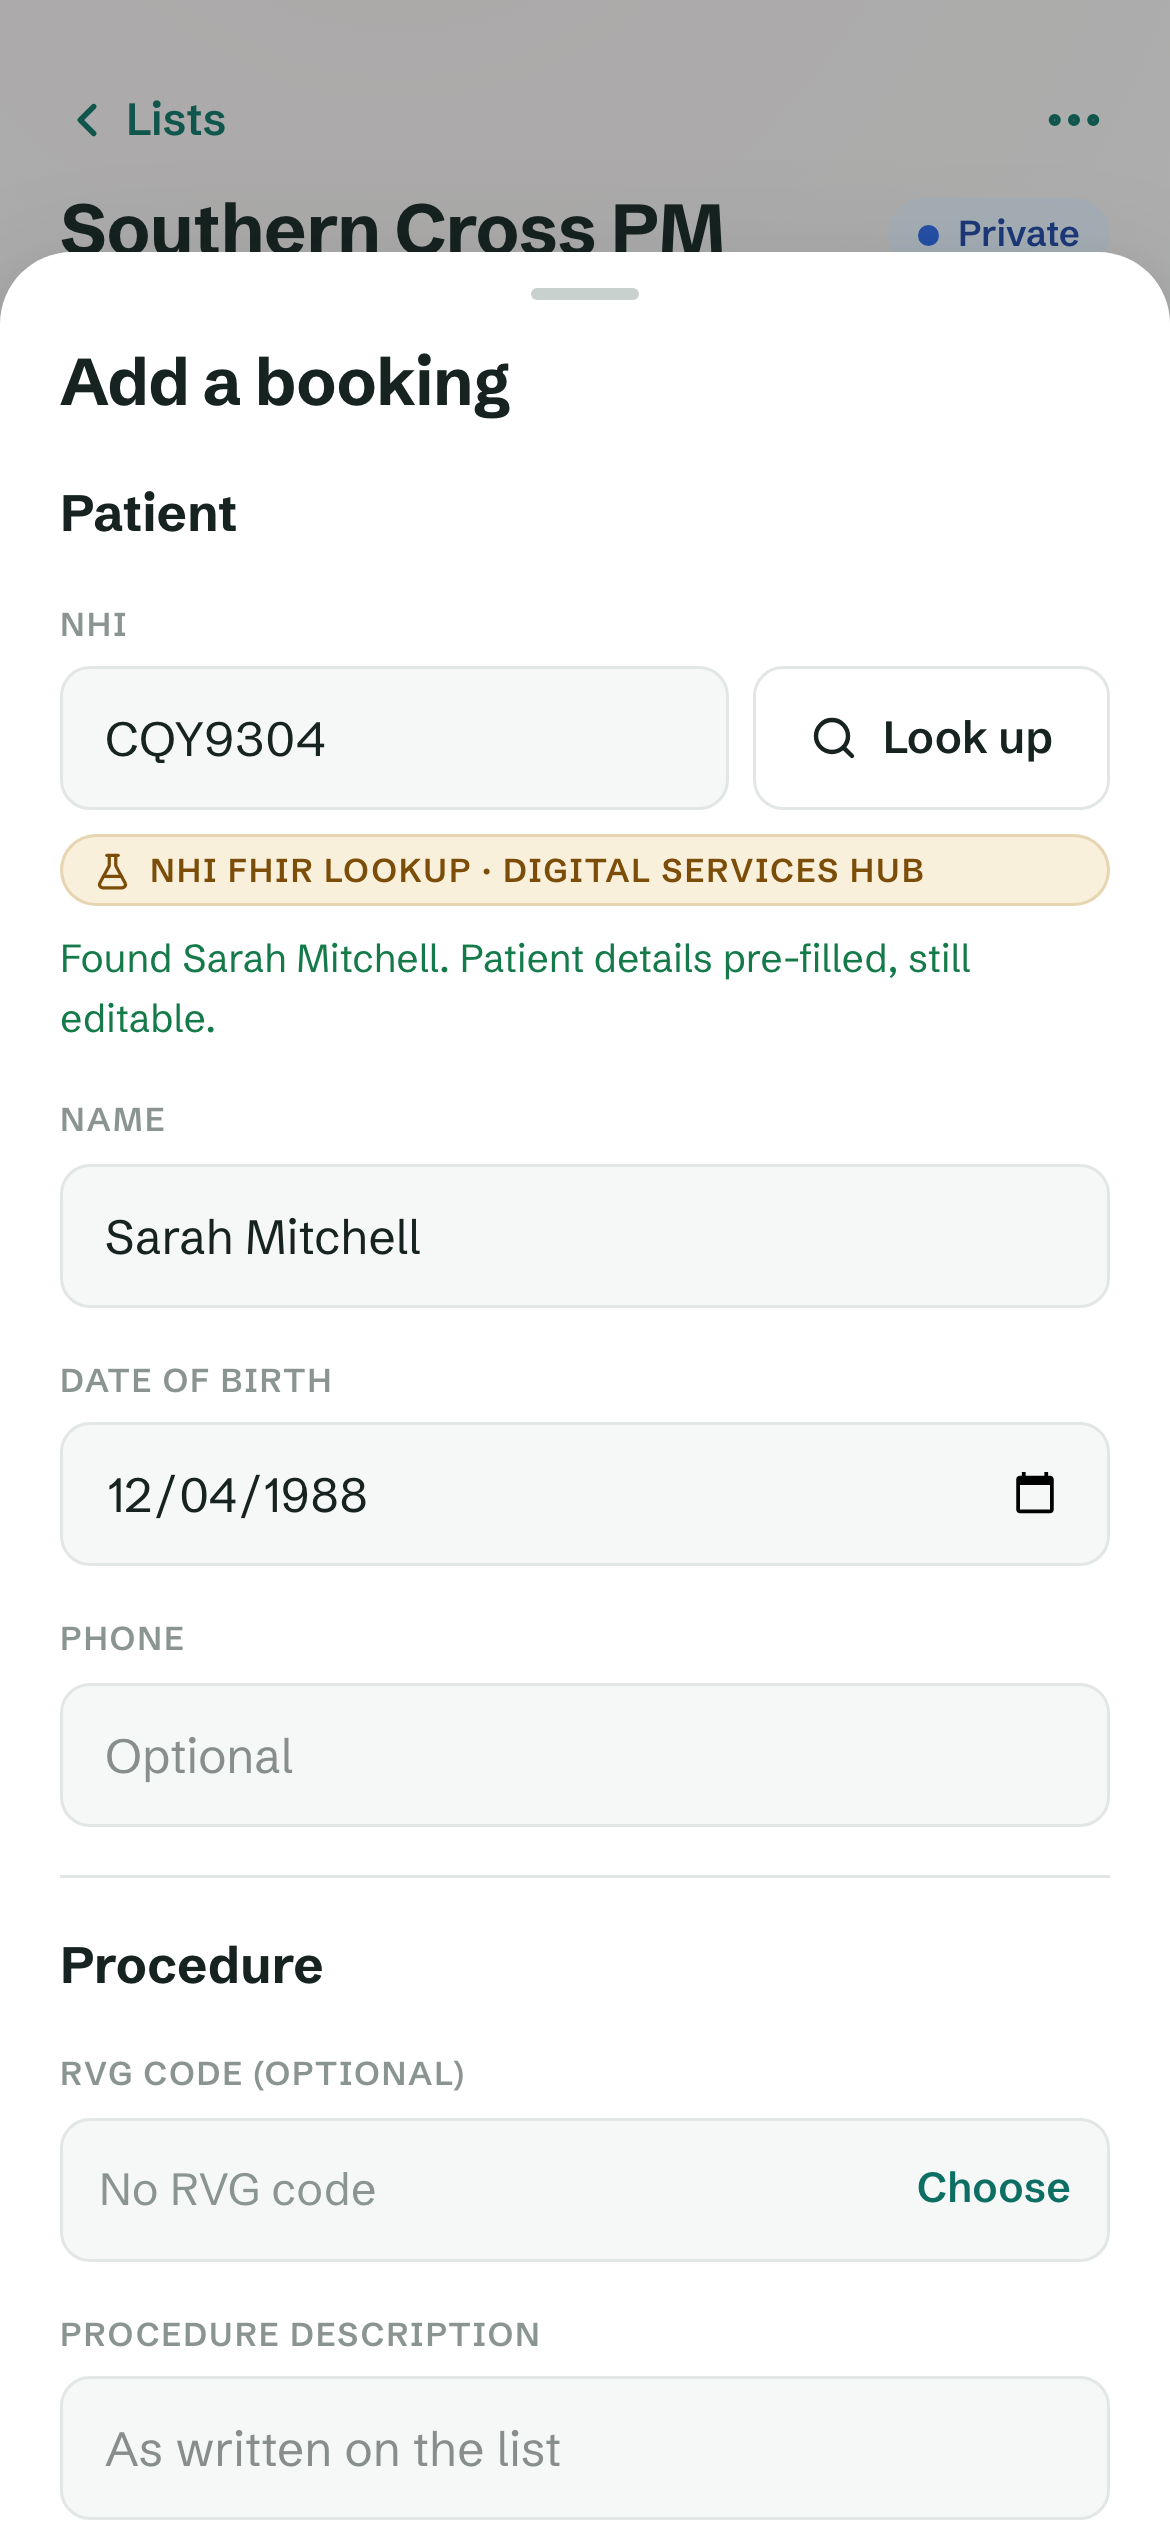 Lists
Southern Cross PM
Private
Add a booking
Patient
NHI
CQY9304
Look up
NHI FHIR LOOKUP · DIGITAL SERVICES HUB
Found Sarah Mitchell. Patient details pre-filled, still
editable.
NAME
Sarah Mitchell
DATE OF BIRTH
12/04/1988
PHONE
Optional
Procedure
RVG CODE (OPTIONAL)
No RVG code
Choose
PROCEDURE DESCRIPTION
As written on the list